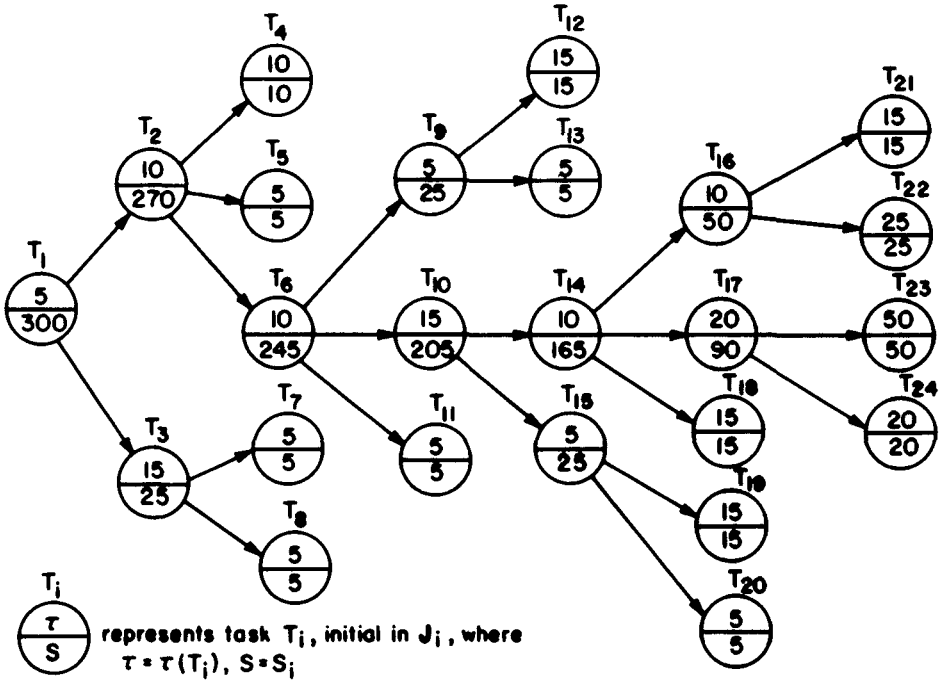 T1
5
300
T2
10
270
T3
15
25
T4
10
10
T5
5
5
T6
10
245
T7
5
5
T8
5
5
T9
5
25
T10
15
205
T11
5
5
T12
15
15
T13
5
5
T14
10
165
T15
5
25
T16
10
50
T17
20
90
T18
15
15
T19
15
15
T20
5
5
T21
15
15
T22
25
25
T23
50
50
T24
20
20
Ti
τ
S
represents task Ti, initial in Ji, where
τ = τ(Ti), S = Si